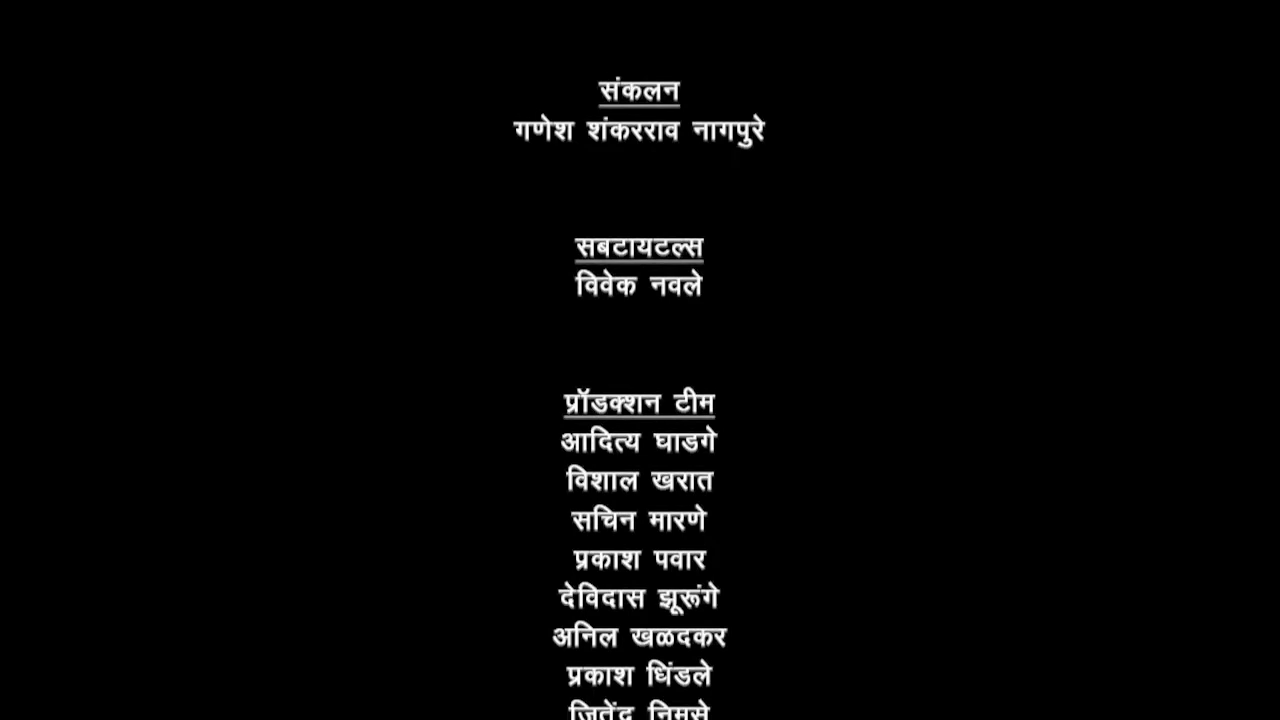 संकलन
गणेश शंकरराव नागपुरे
सबटायटल्स
विवेक नवले
प्रॉडक्शन टीम
आदित्य घाडगे
विशाल खरात
सचिन मारणे
प्रकाश पवार
देविदास झूरूंगे
अनिल खळदकर
प्रकाश धिंडले
जितेंद्र निमसे